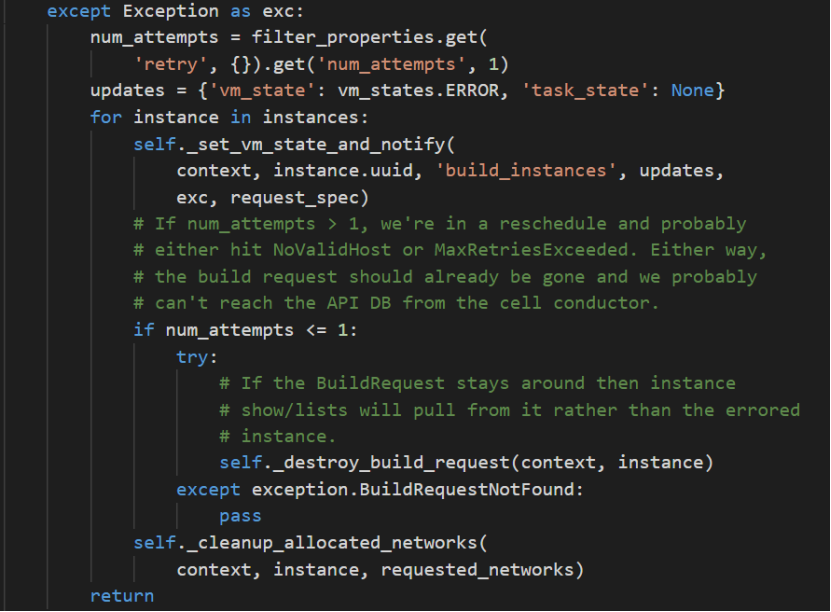 except Exception as exc:
num_attempts = filter_properties.get(
'retry', {}).get('num_attempts', 1)
updates = {'vm_state': vm_states.ERROR, 'task_state': None}
for instance in instances:
self._set_vm_state_and_notify(
context, instance.uuid, 'build_instances', updates,
exc, request_spec)
# If num_attempts > 1, we're in a reschedule and probably
# either hit NoValidHost or MaxRetriesExceeded. Either way,
# the build request should already be gone and we probably
# can't reach the API DB from the cell conductor.
if num_attempts <= 1:
try:
# If the BuildRequest stays around then instance
# show/lists will pull from it rather than the errored
# instance.
self._destroy_build_request(context, instance)
except exception.BuildRequestNotFound:
pass
self._cleanup_allocated_networks(
context, instance, requested_networks)
return